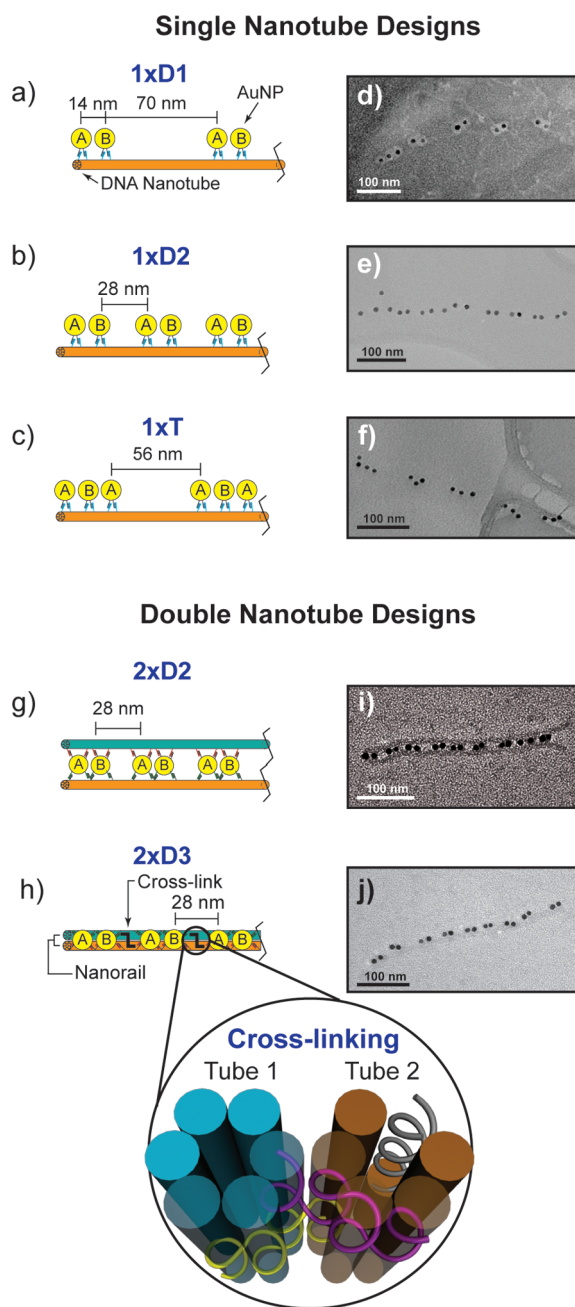 Single Nanotube Designs
a)
1xD1
14 nm
70 nm
AuNP
A
B
A
B
DNA Nanotube
d)
100 nm
b)
1xD2
28 nm
A
B
A
B
A
B
e)
100 nm
c)
1xT
56 nm
A
B
A
A
B
A
f)
100 nm
Double Nanotube Designs
2xD2
g)
28 nm
A
B
A
B
A
B
i)
100 nm
2xD3
h)
Cross-link
28 nm
A
B
A
B
A
B
Nanorail
j)
100 nm
Cross-linking
Tube 1
Tube 2